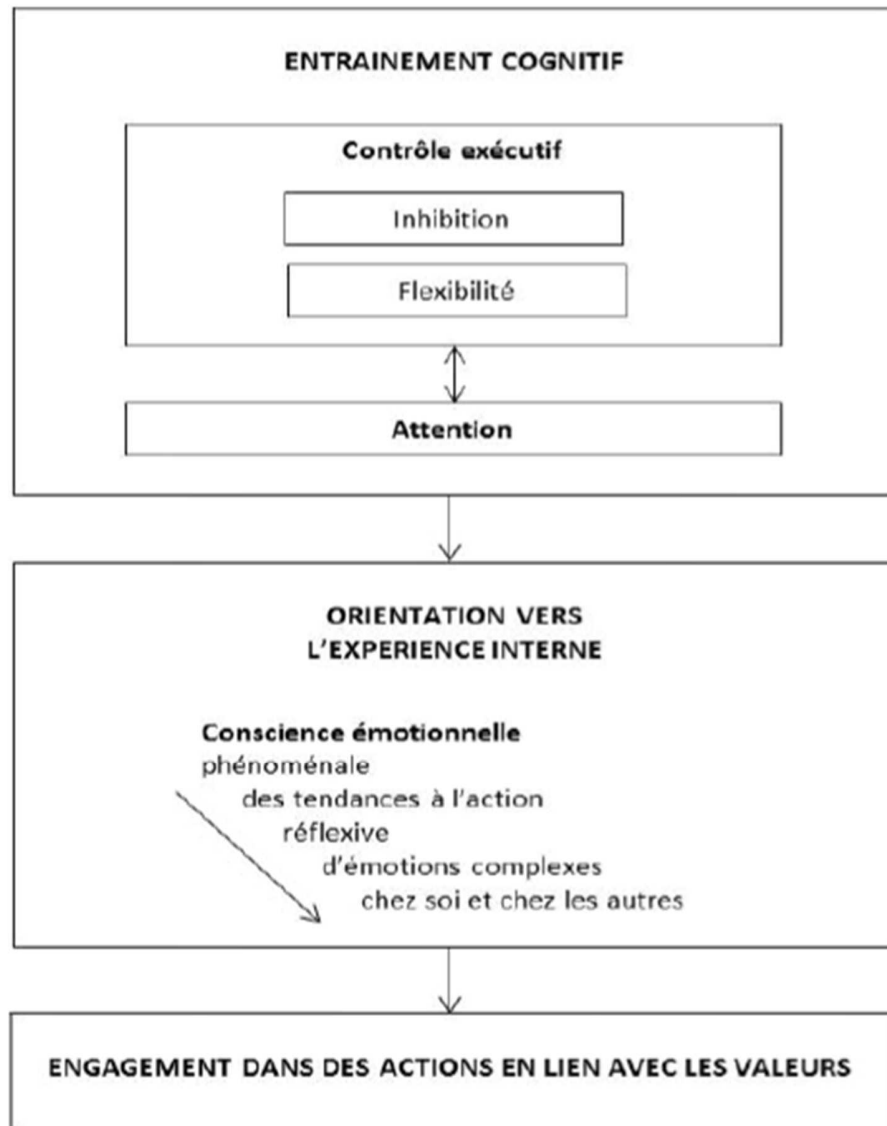 ENTRAINEMENT COGNITIF
Contrôle exécutif
Inhibition
Flexibilité
Attention
ORIENTATION VERS
L'EXPERIENCE INTERNE
Conscience émotionnelle
phénoménale
des tendances à l'action
réflexive
d'émotions complexes
chez soi et chez les autres
ENGAGEMENT DANS DES ACTIONS EN LIEN AVEC LES VALEURS